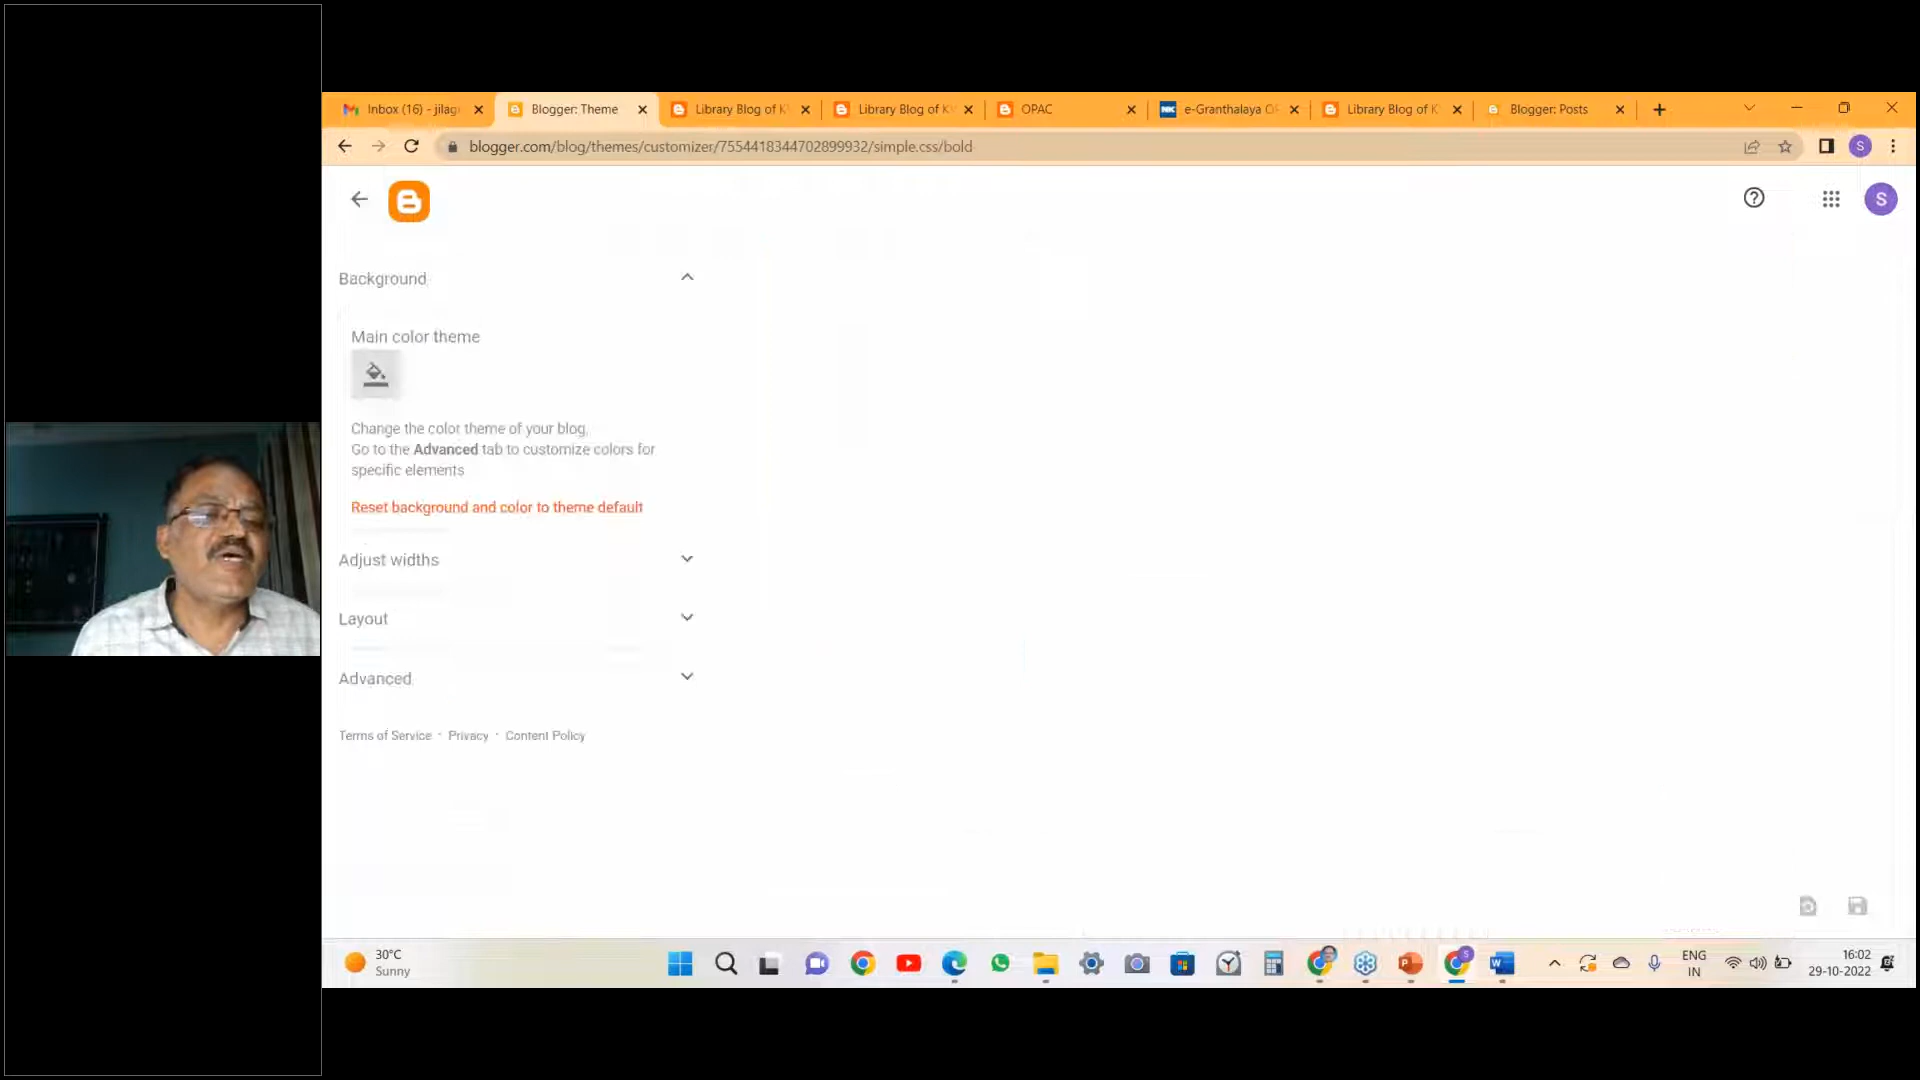 Inbox (16) - jilag
Blogger: Theme
Library Blog of K
Library Blog of K
OPAC
NK
e-Granthalaya O
Library Blog of K
Blogger: Posts
blogger.com/blog/themes/customizer/7554418344702899932/simple.css/bold
S
S
Background
Main color theme
Change the color theme of your blog.
Go to the Advanced tab to customize colors for
specific elements
Reset background and color to theme default
Adjust widths
Layout
Advanced
Terms of Service · Privacy · Content Policy
30°C
Sunny
ENG
IN
16:02
29-10-2022